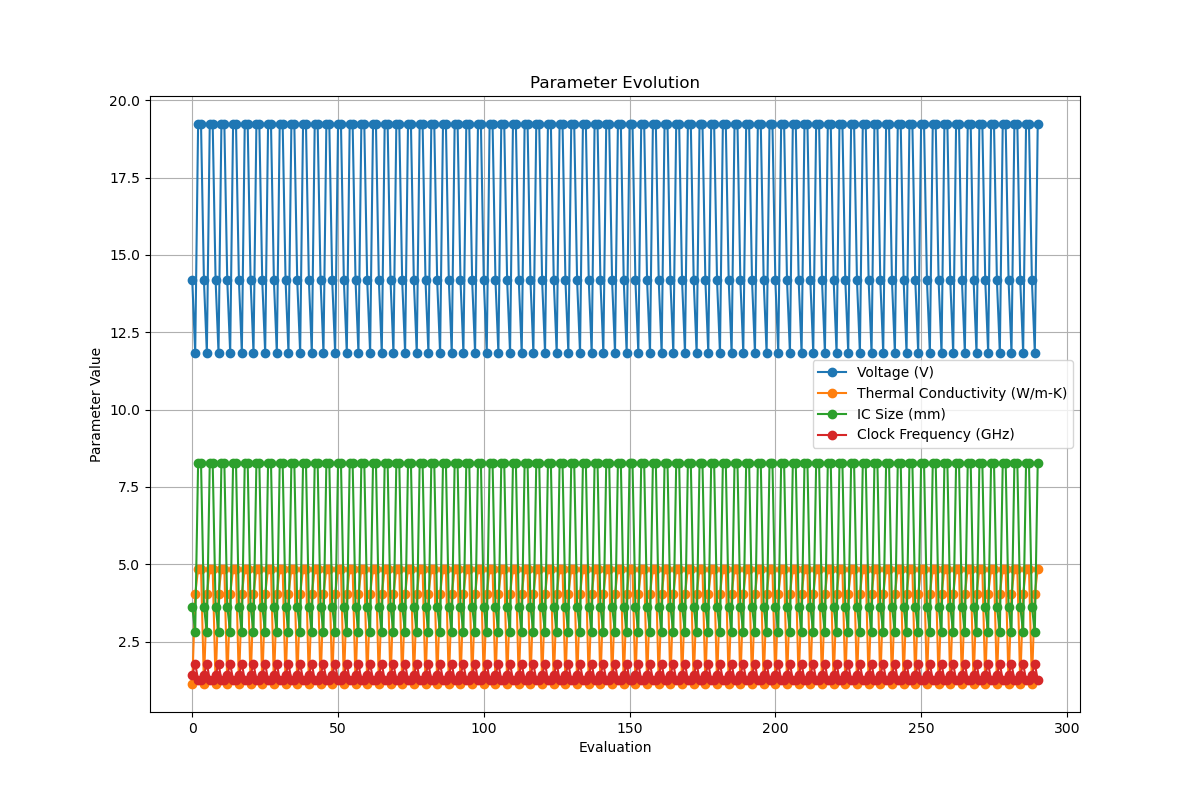 Parameter Evolution
Parameter Value
20.0
17.5
15.0
12.5
10.0
7.5
5.0
2.5
Voltage (V)
Thermal Conductivity (W/m-K)
IC Size (mm)
Clock Frequency (GHz)
0 50 100 150 200 250 300
Evaluation